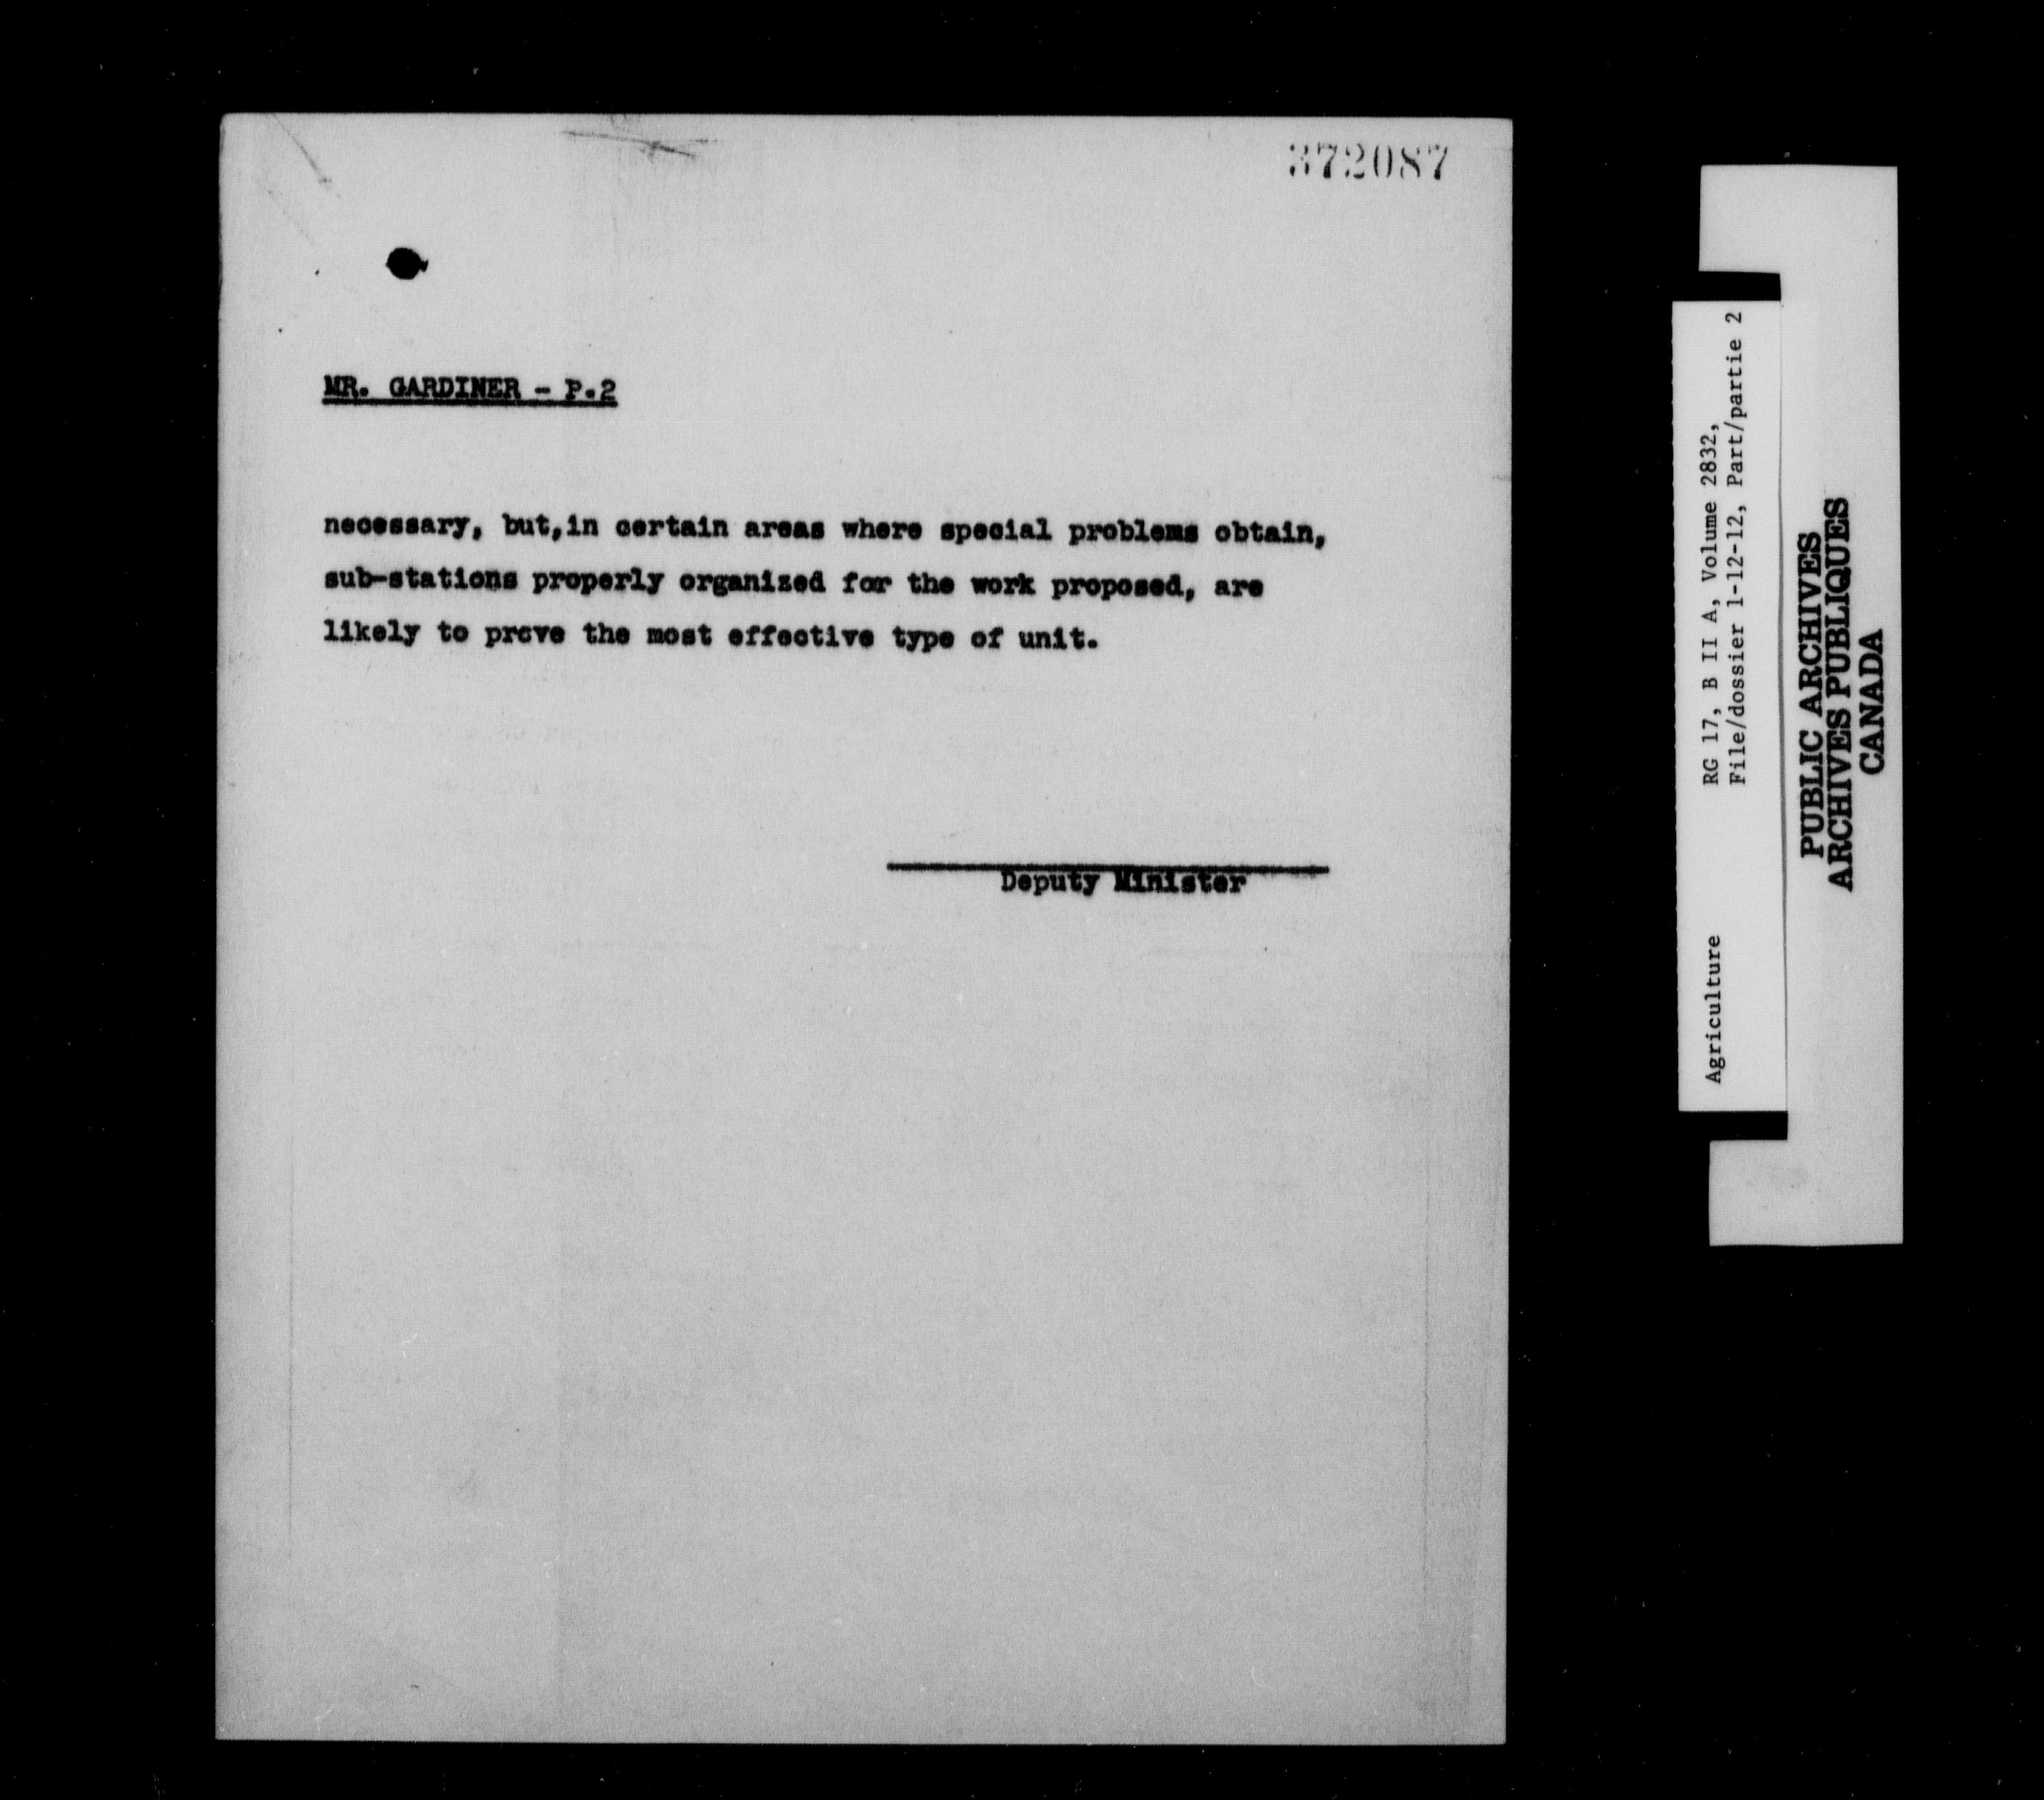 372087
MR. GARDINER - P.2
necessary, but,in certain areas where special problems obtain,
sub-stations properly organized for the work proposed, are
likely to prove the most effective type of unit.
Deputy Minister
Agriculture RG 17, B II A, Volume 2832,
File/dossier 1-12-12, Part/partie 2
PUBLIC ARCHIVES
ARCHIVES PUBLIQUES
CANADA